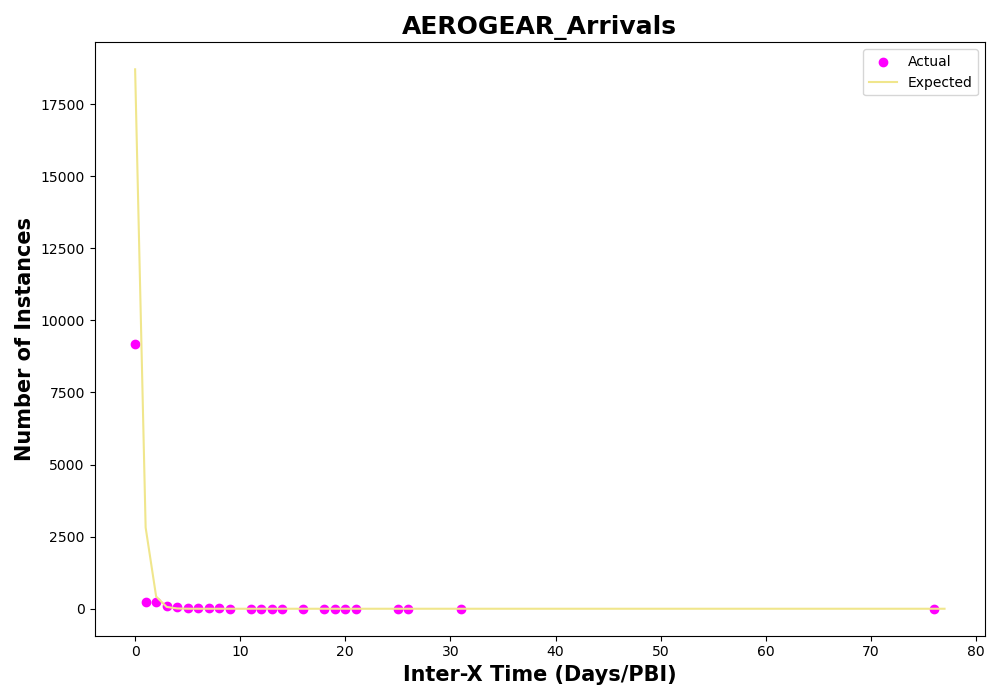 AEROGEAR_Arrivals
Actual
Expected
Number of Instances
17500
15000
12500
10000
7500
5000
2500
0
0 10 20 30 40 50 60 70 80
Inter-X Time (Days/PBI)